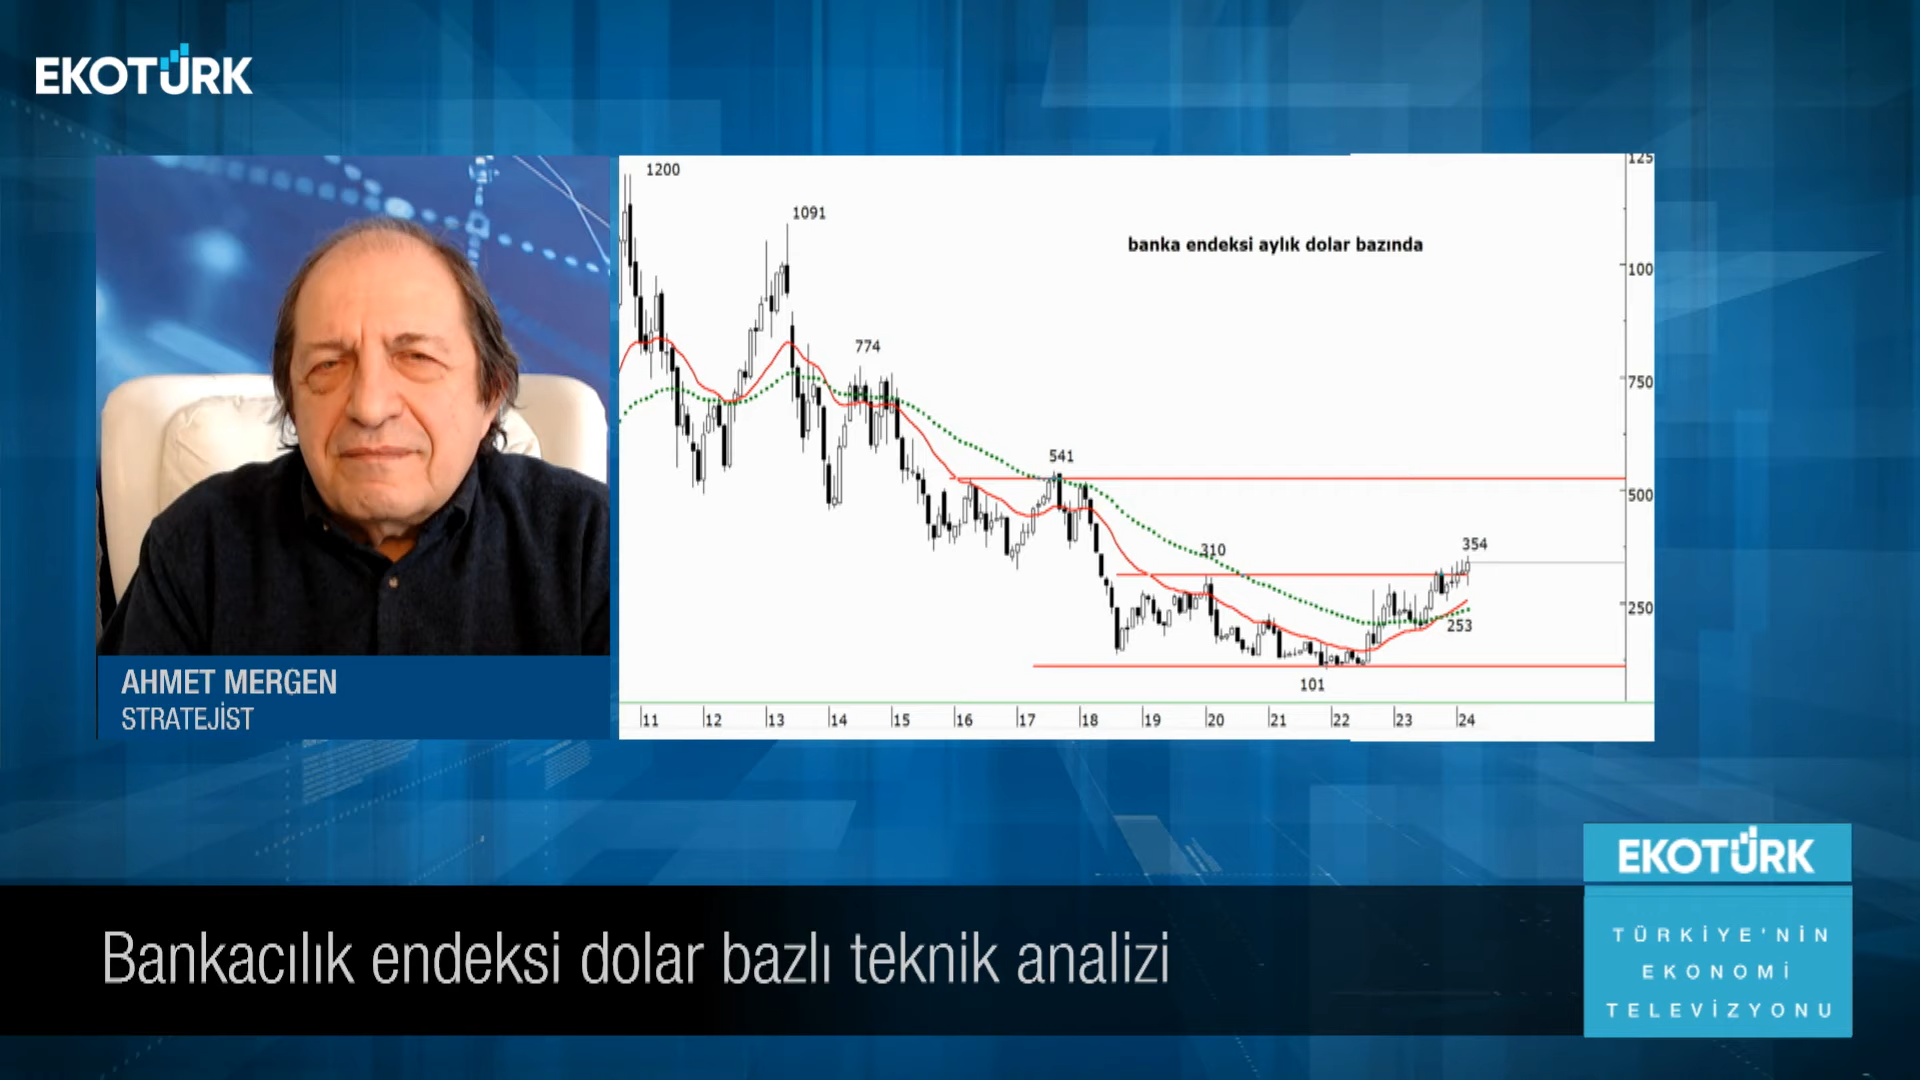 EKOTÜRK
1200
1091
774
541
310
354
253
101
banka endeksi aylık dolar bazında
125
100
750
500
250
11 12 13 14 15 16 17 18 19 20 21 22 23 24
AHMET MERGEN
STRATEJİST
Bankacılık endeksi dolar bazlı teknik analizi
EKOTÜRK
TÜRKİYE'NİN
EKONOMİ
TELEVİZYONU